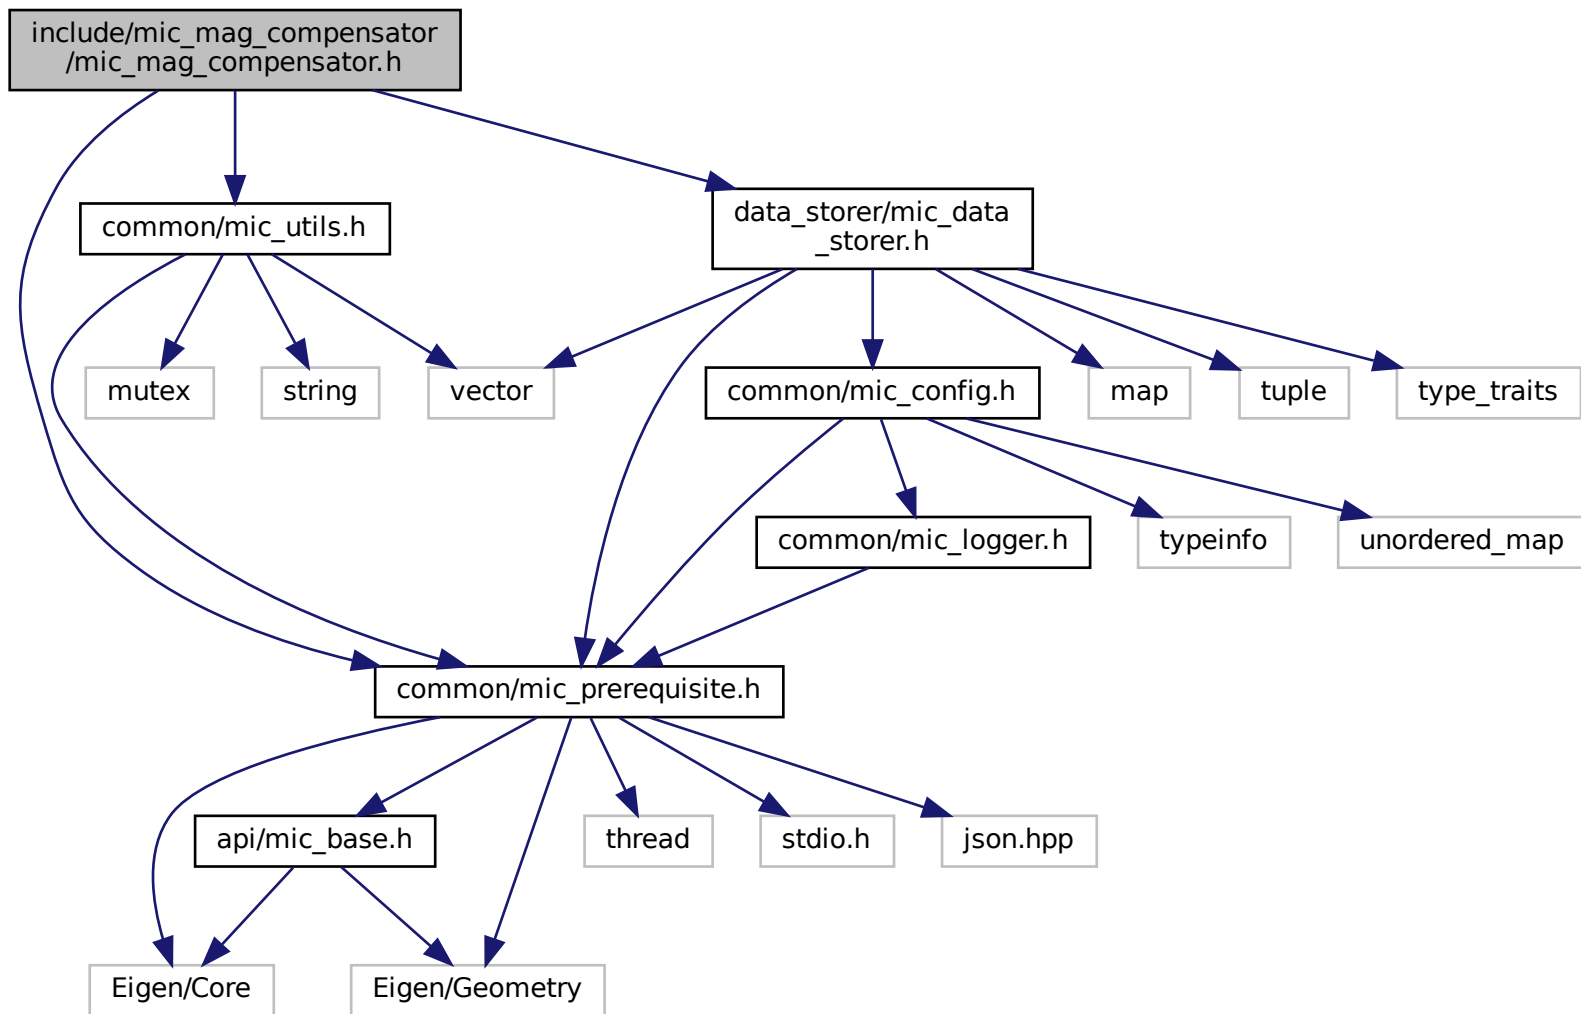 include/mic_mag_compensator
/mic_mag_compensator.h
common/mic_utils.h
data_storer/mic_data
_storer.h
mutex
string
vector
common/mic_config.h
map
tuple
type_traits
common/mic_logger.h
typeinfo
unordered_map
common/mic_prerequisite.h
api/mic_base.h
thread
stdio.h
json.hpp
Eigen/Core
Eigen/Geometry